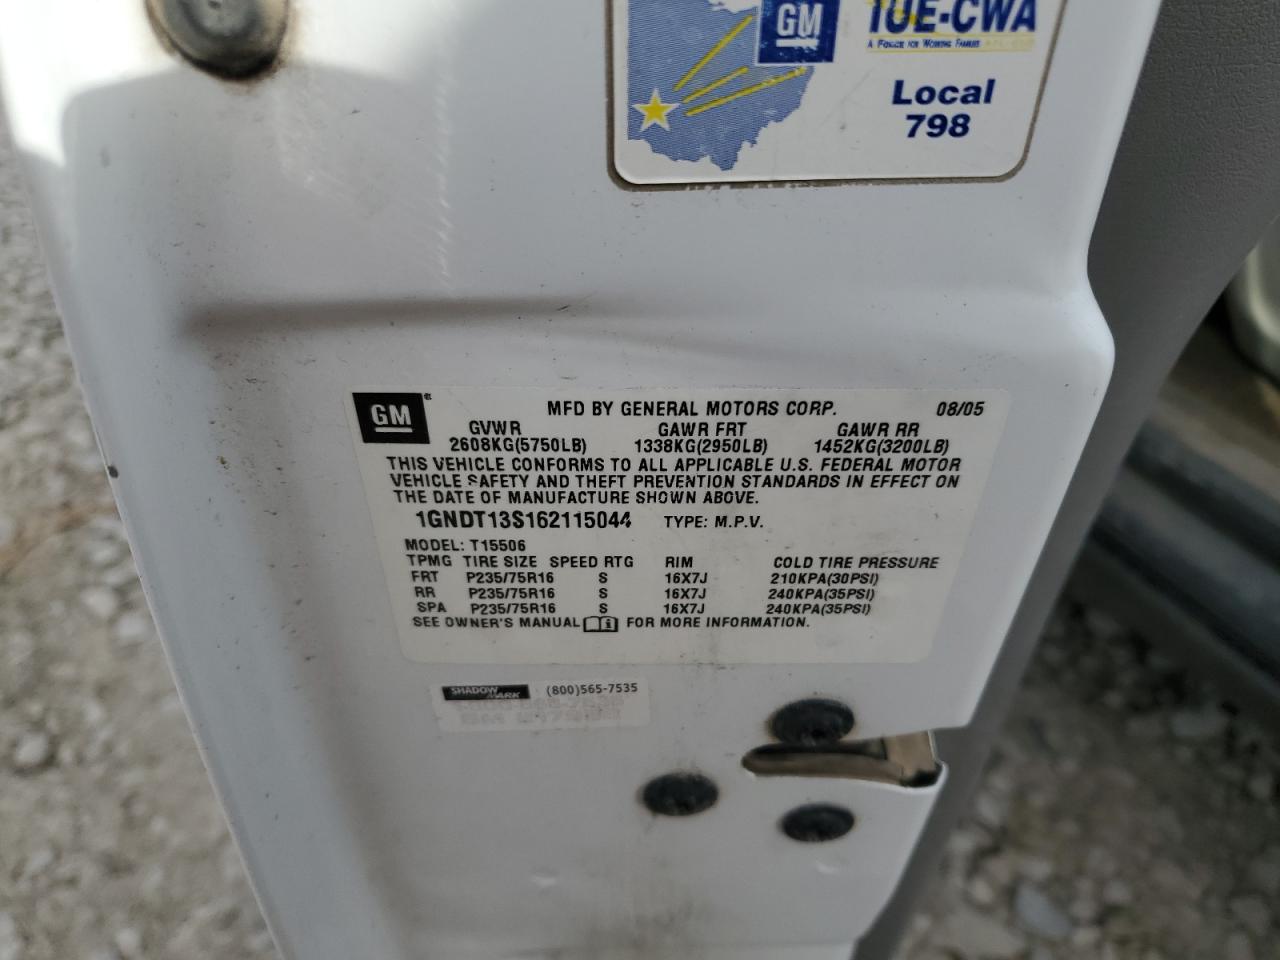 GM
IUE-CWA
A Force for Working Families
Local
798
GM
MFD BY GENERAL MOTORS CORP. 08/05
GVWR GAWR FRT GAWR RR
2608KG(5750LB) 1338KG(2950LB) 1452KG(3200LB)
THIS VEHICLE CONFORMS TO ALL APPLICABLE U.S. FEDERAL MOTOR
VEHICLE SAFETY AND THEFT PREVENTION STANDARDS IN EFFECT ON
THE DATE OF MANUFACTURE SHOWN ABOVE.
1GNDT13S162115044 TYPE: M.P.V.
MODEL: T15506
TPMG TIRE SIZE SPEED RTG RIM COLD TIRE PRESSURE
FRT P235/75R16 S 16X7J 210KPA(30PSI)
RR P235/75R16 S 16X7J 240KPA(35PSI)
SPA P235/75R16 S 16X7J 240KPA(35PSI)
SEE OWNER'S MANUAL FOR MORE INFORMATION.
SHADOW MARK (800)565-7535